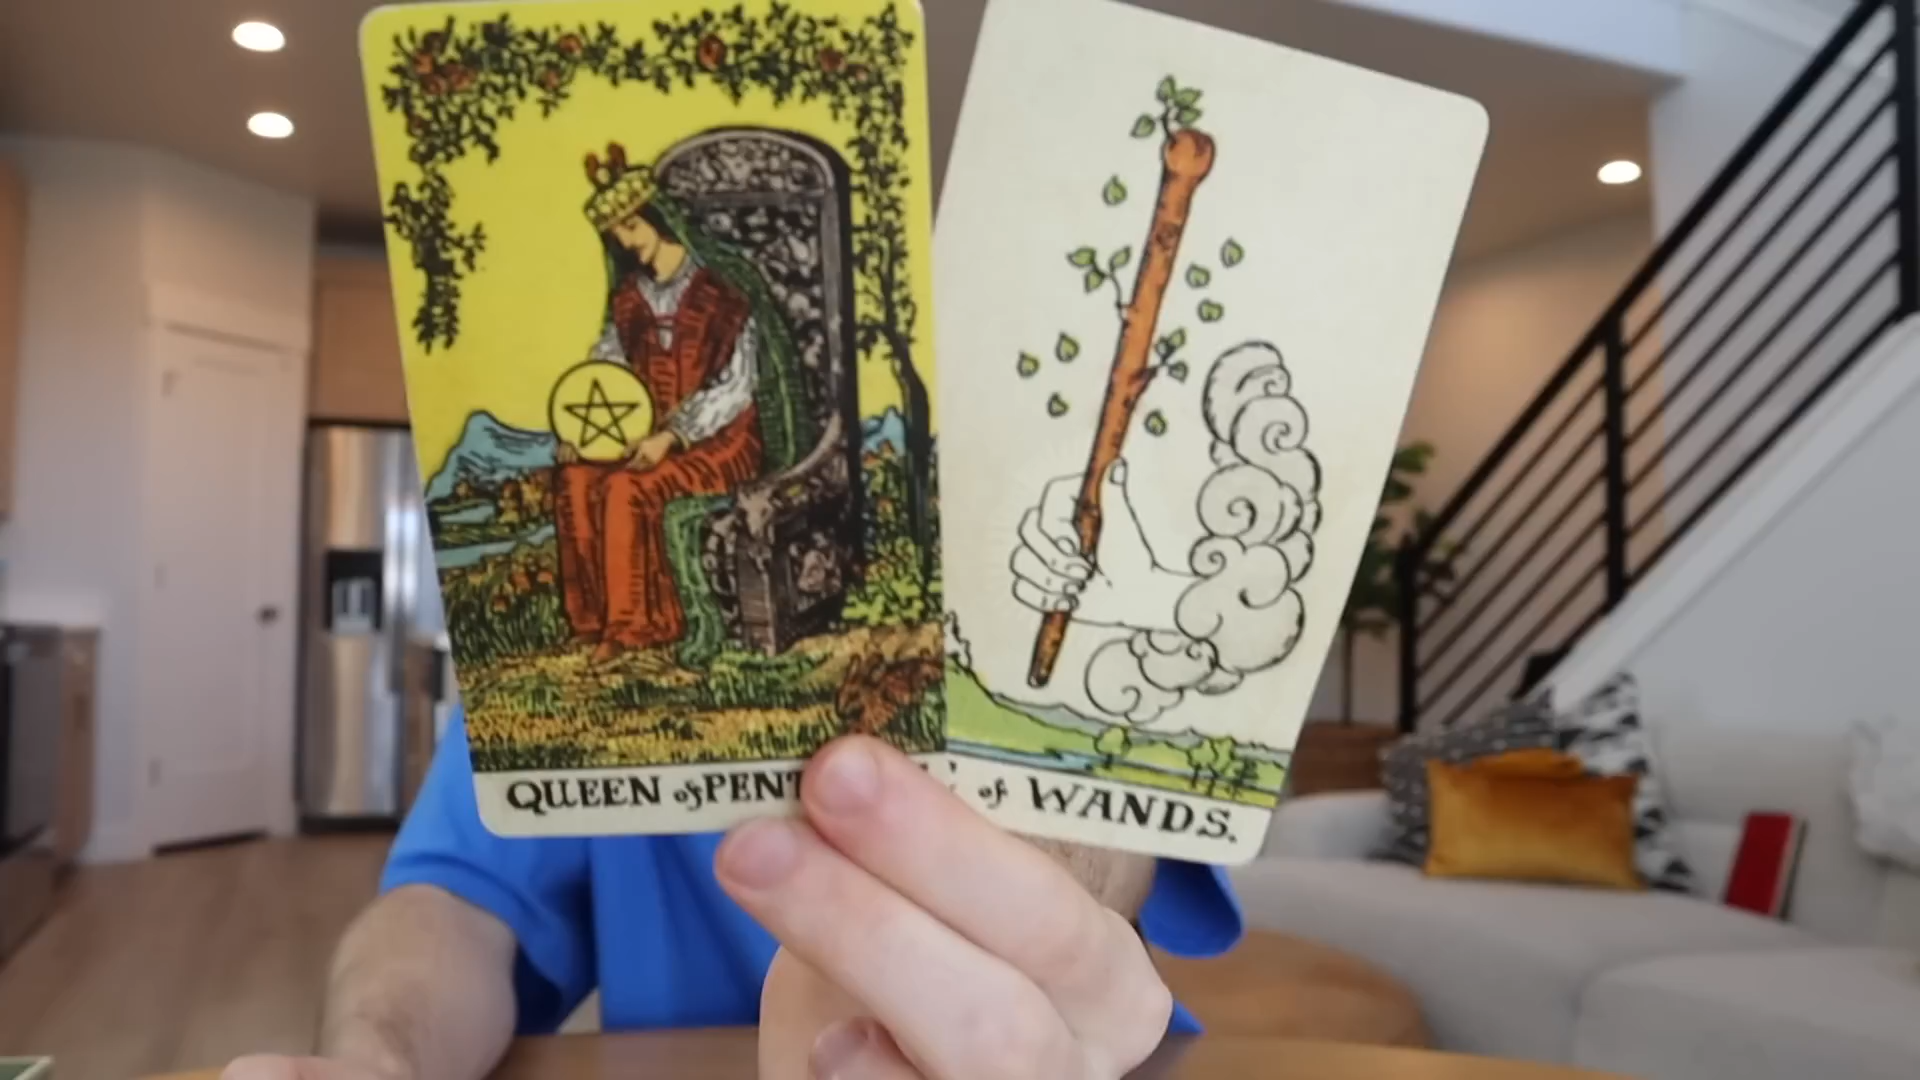 QUEEN of PENT
of WANDS.